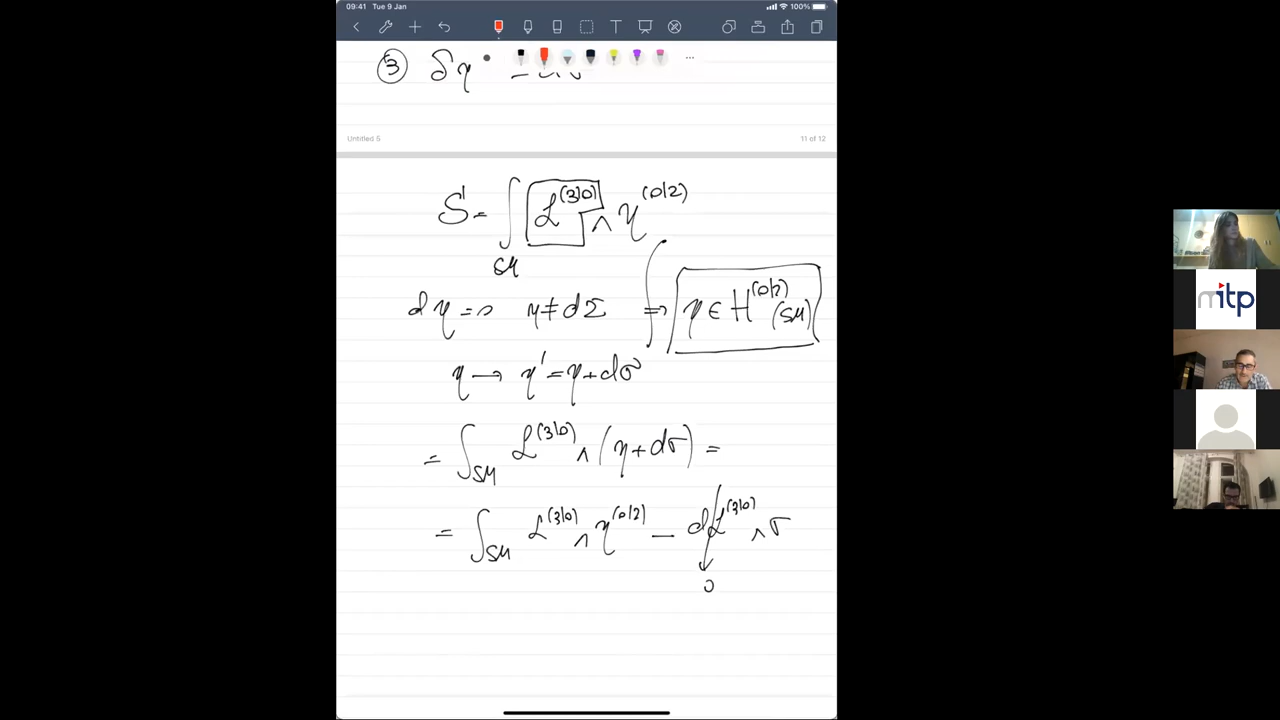 09:41 Tue 9 Jan
100%
T
③ δη
Untitled 5
11 of 12
S = ∫_{SM} ℒ^{(3|0)} ∧ η^{(0|2)}
dη = 0 η ≠ dΣ ⇒ η ∈ H^{(0|2)}(SM)
η → η' = η + dσ
= ∫_{SM} ℒ^{(3|0)} ∧ (η + dσ) =
= ∫_{SM} ℒ^{(3|0)} ∧ η^{(0|2)} − dℒ^{(3|0)} ∧ σ
0
mitp